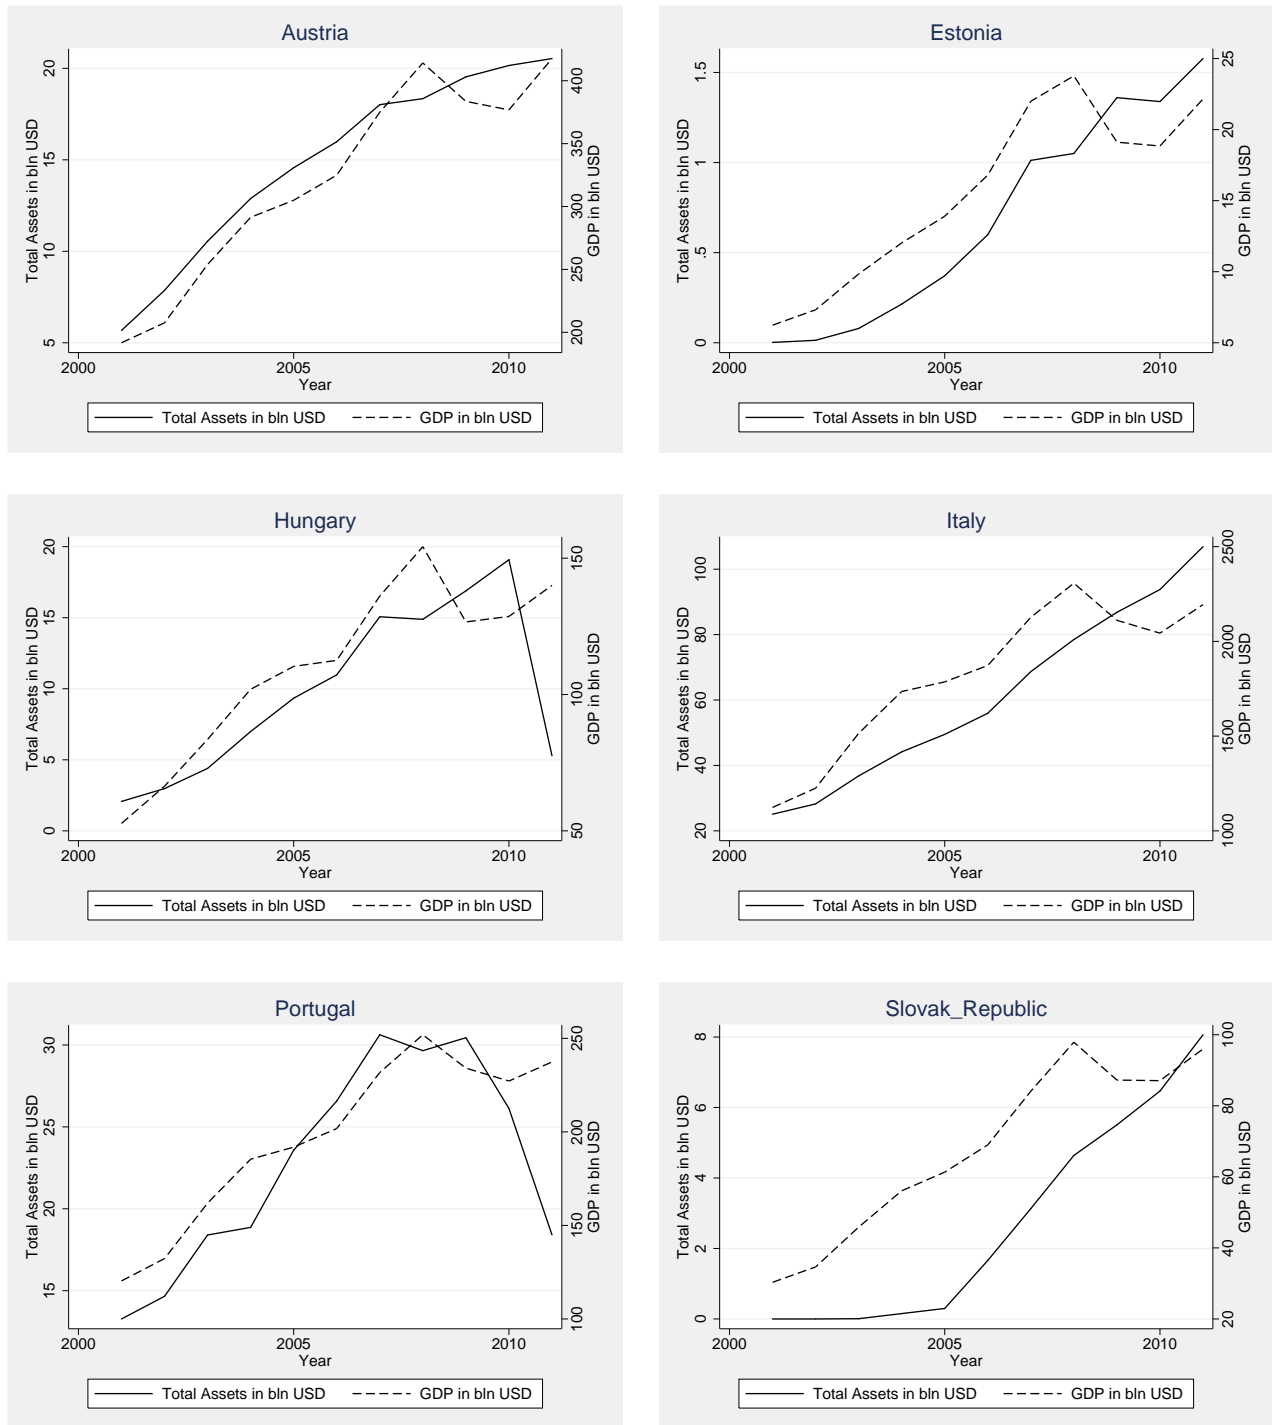 Austria
Total Assets in bln USD
5 10 15 20
GDP in bln USD
200 250 300 350 400
2000 2005 2010
Year
Total Assets in bln USD GDP in bln USD
Estonia
Total Assets in bln USD
0 .5 1 1.5
GDP in bln USD
5 10 15 20 25
2000 2005 2010
Year
Total Assets in bln USD GDP in bln USD
Hungary
Total Assets in bln USD
0 5 10 15 20
GDP in bln USD
50 100 150
2000 2005 2010
Year
Total Assets in bln USD GDP in bln USD
Italy
Total Assets in bln USD
20 40 60 80 100
GDP in bln USD
1000 1500 2000 2500
2000 2005 2010
Year
Total Assets in bln USD GDP in bln USD
Portugal
Total Assets in bln USD
15 20 25 30
GDP in bln USD
100 150 200 250
2000 2005 2010
Year
Total Assets in bln USD GDP in bln USD
Slovak_Republic
Total Assets in bln USD
0 2 4 6 8
GDP in bln USD
20 40 60 80 100
2000 2005 2010
Year
Total Assets in bln USD GDP in bln USD